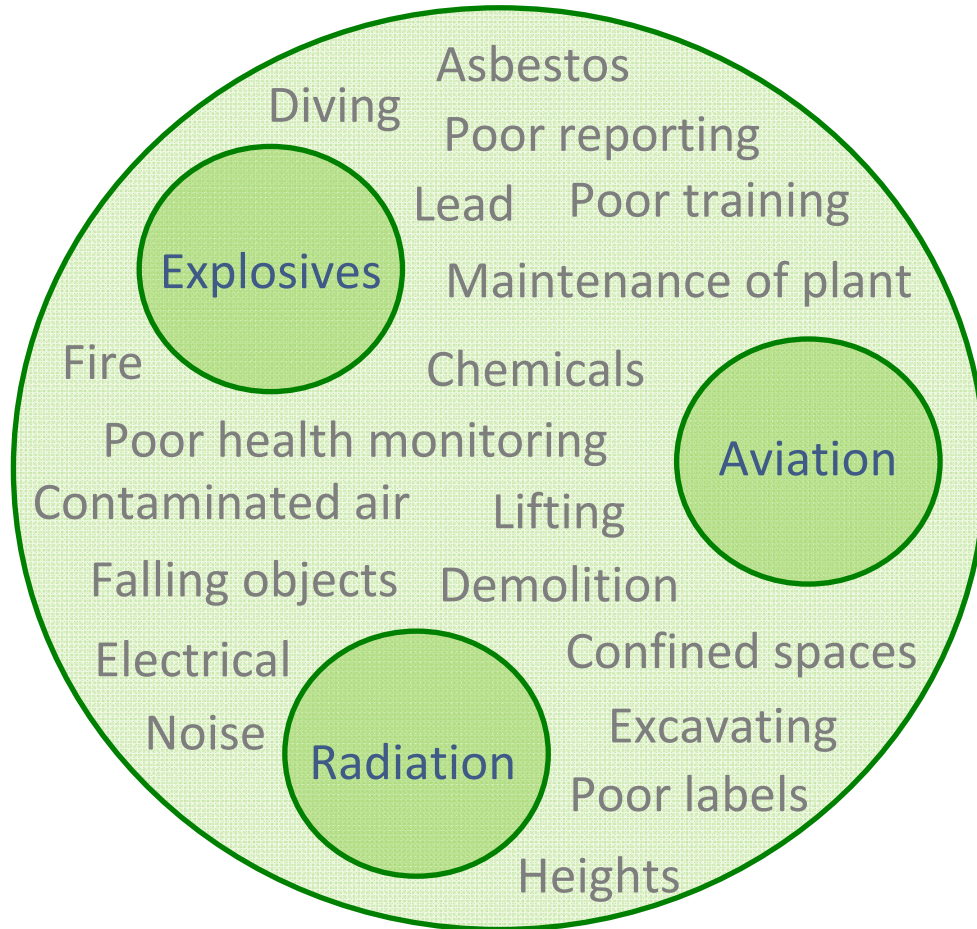 Asbestos
Diving
Poor reporting
Lead
Poor training
Explosives
Maintenance of plant
Fire
Chemicals
Poor health monitoring
Aviation
Contaminated air
Lifting
Falling objects
Demolition
Electrical
Confined spaces
Noise
Excavating
Radiation
Poor labels
Heights